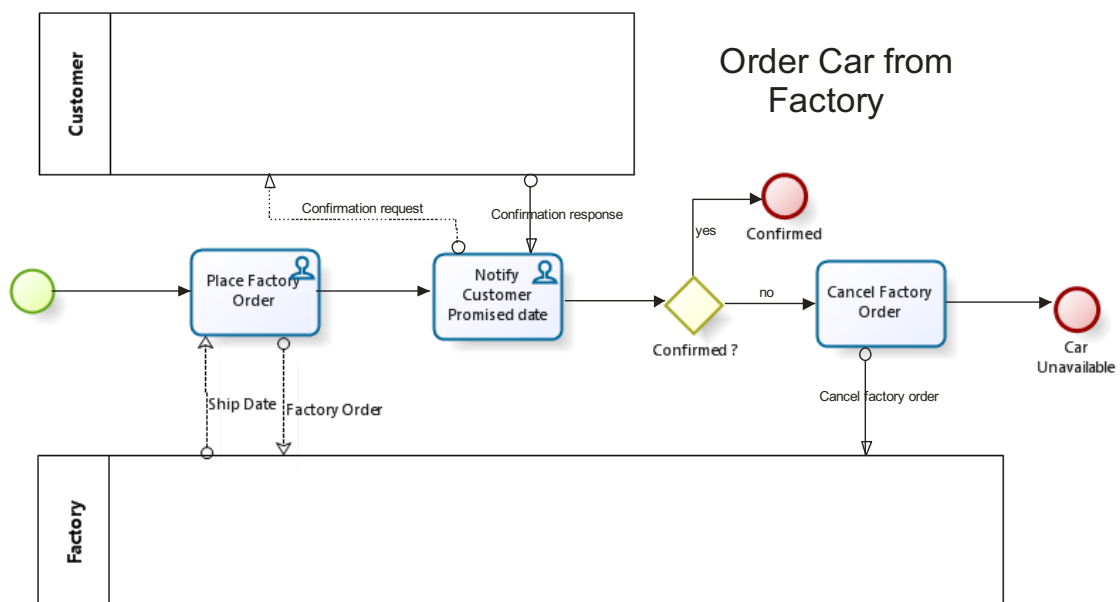 Order Car from
Factory
Customer
Confirmation request
Confirmation response
yes
Confirmed
Place Factory
Order
Notify
Customer
Promised date
no
Cancel Factory
Order
Confirmed ?
Car
Unavailable
Ship Date
Factory Order
Cancel factory order
Factory